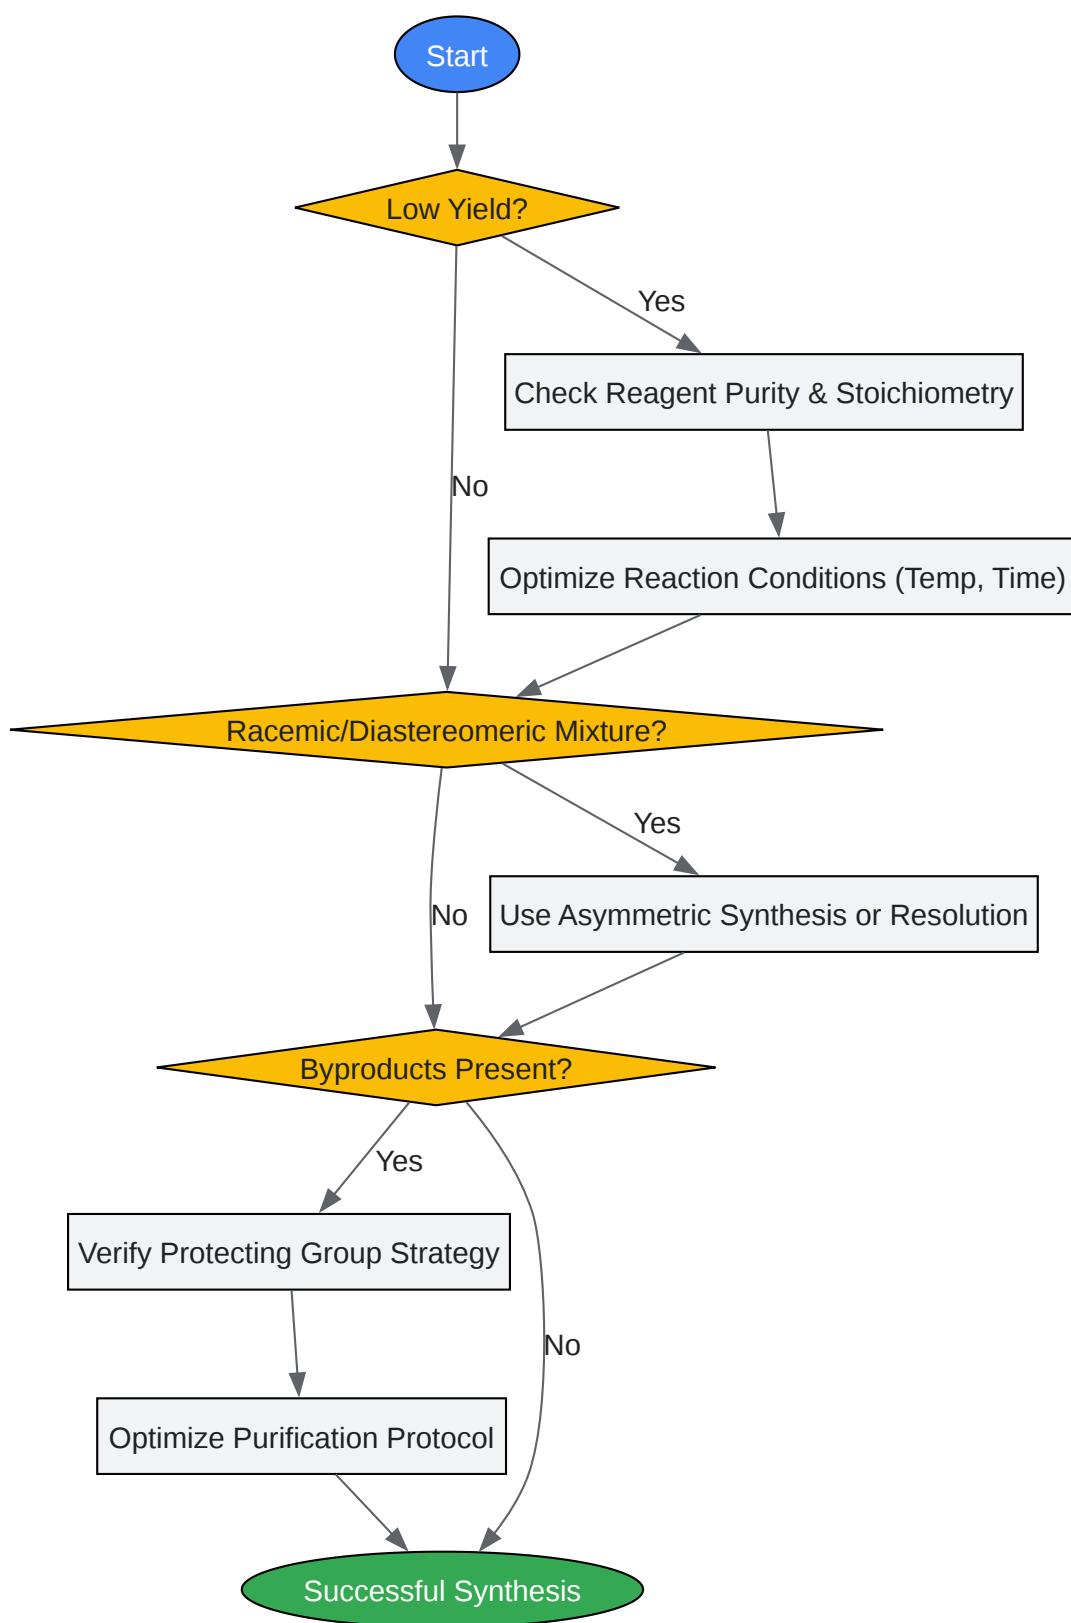 Start
Low Yield?
Yes
Check Reagent Purity & Stoichiometry
No
Optimize Reaction Conditions (Temp, Time)
Racemic/Diastereomeric Mixture?
Yes
No
Use Asymmetric Synthesis or Resolution
Byproducts Present?
Yes
Verify Protecting Group Strategy
No
Optimize Purification Protocol
Successful Synthesis